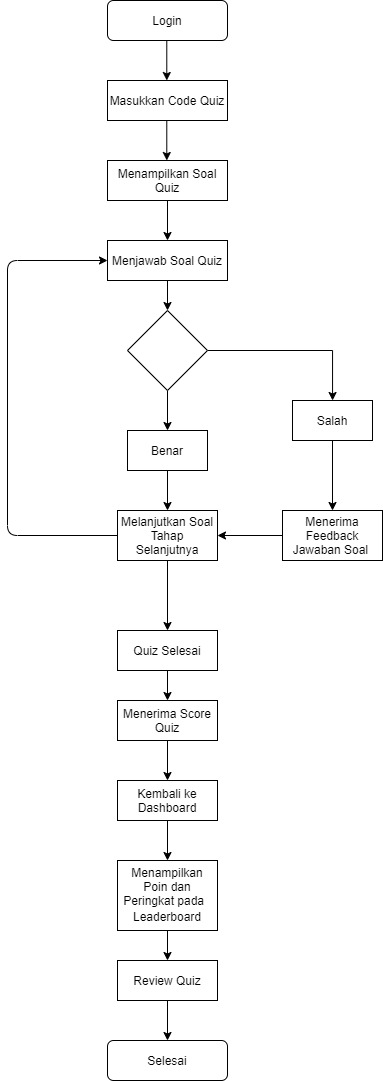 Login
Masukkan Code Quiz
Menampilkan Soal
Quiz
Menjawab Soal Quiz
Salah
Benar
Melanjutkan Soal
Tahap
Selanjutnya
Menerima
Feedback
Jawaban Soal
Quiz Selesai
Menerima Score
Quiz
Kembali ke
Dashboard
Menampilkan
Poin dan
Peringkat pada
Leaderboard
Review Quiz
Selesai